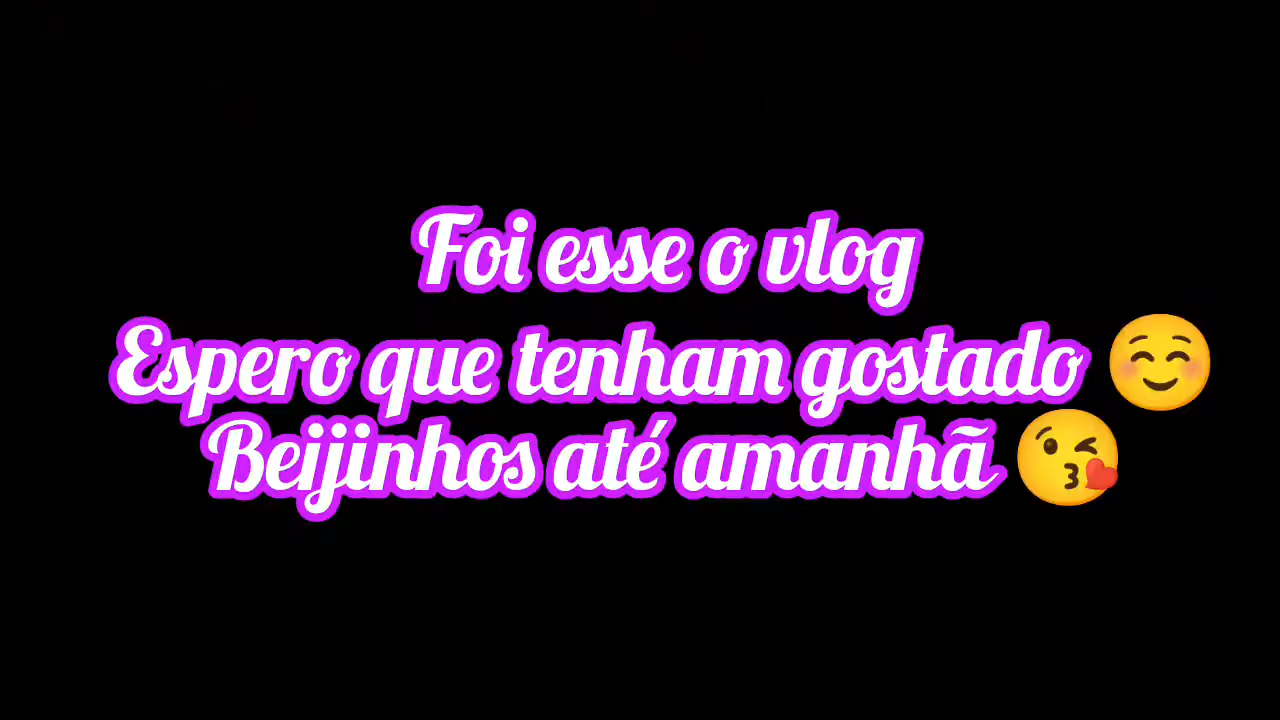 Foi esse o vlog
Espero que tenham gostado ☺️
Beijinhos até amanhã 😘